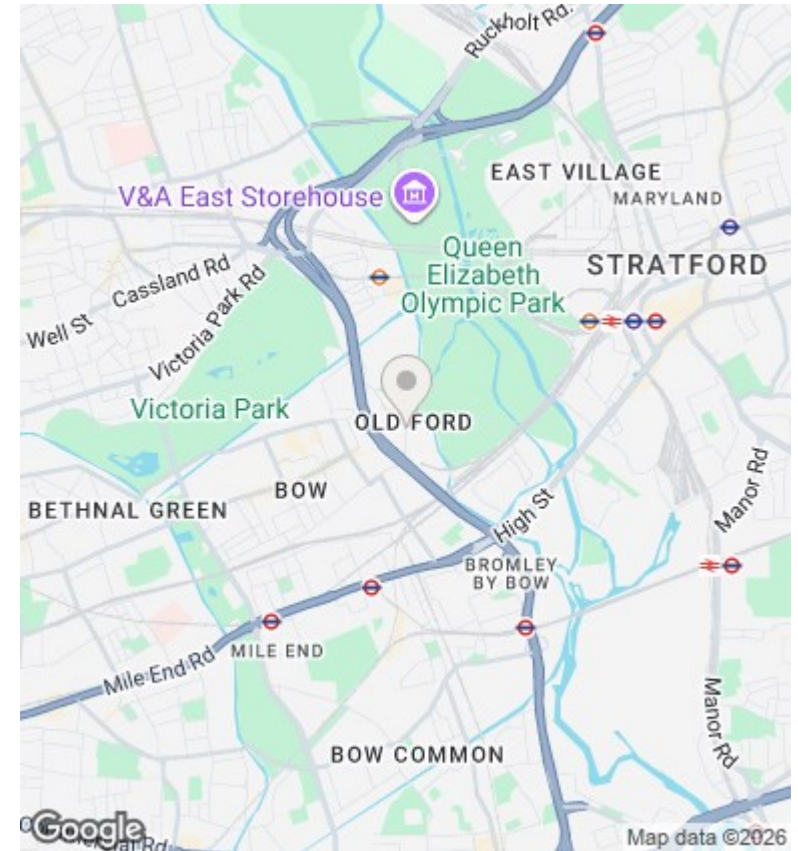 Ruckholt Rd.
EAST VILLAGE
V&A East Storehouse
MARYLAND
Queen
Elizabeth
Olympic Park
STRATFORD
Cassland Rd
Well St
Victoria Park Rd
Victoria Park
OLD FORD
BOW
BETHNAL GREEN
High St
Manor Rd
BROMLEY
BY BOW
MILE END
Mile End Rd
Manor Rd
BOW COMMON
Google
Map data ©2026